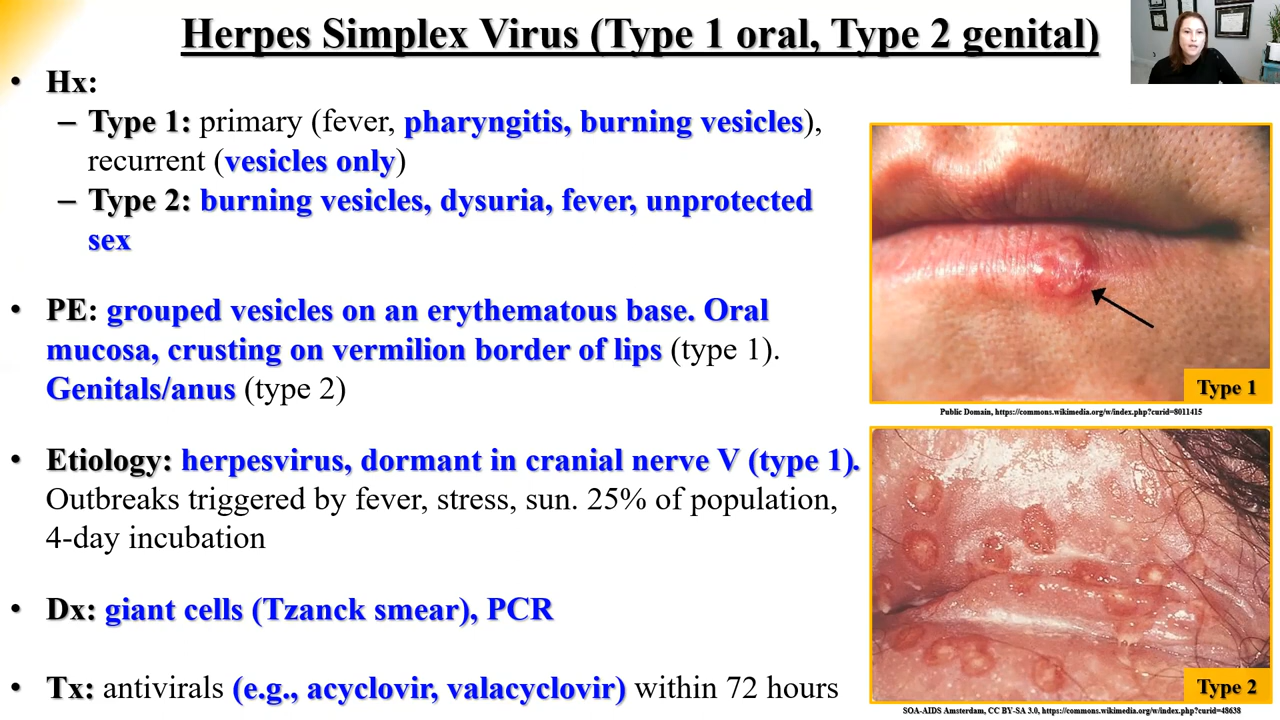 Herpes Simplex Virus (Type 1 oral, Type 2 genital)
• Hx:
– Type 1: primary (fever, pharyngitis, burning vesicles),
recurrent (vesicles only)
– Type 2: burning vesicles, dysuria, fever, unprotected
sex
• PE: grouped vesicles on an erythematous base. Oral
mucosa, crusting on vermilion border of lips (type 1).
Genitals/anus (type 2)
• Etiology: herpesvirus, dormant in cranial nerve V (type 1).
Outbreaks triggered by fever, stress, sun. 25% of population,
4-day incubation
• Dx: giant cells (Tzanck smear), PCR
• Tx: antivirals (e.g., acyclovir, valacyclovir) within 72 hours
Type 1
Public Domain, https://commons.wikimedia.org/w/index.php?curid=8011415
Type 2
SOA-AIDS Amsterdam, CC BY-SA 3.0, https://commons.wikimedia.org/w/index.php?curid=48638